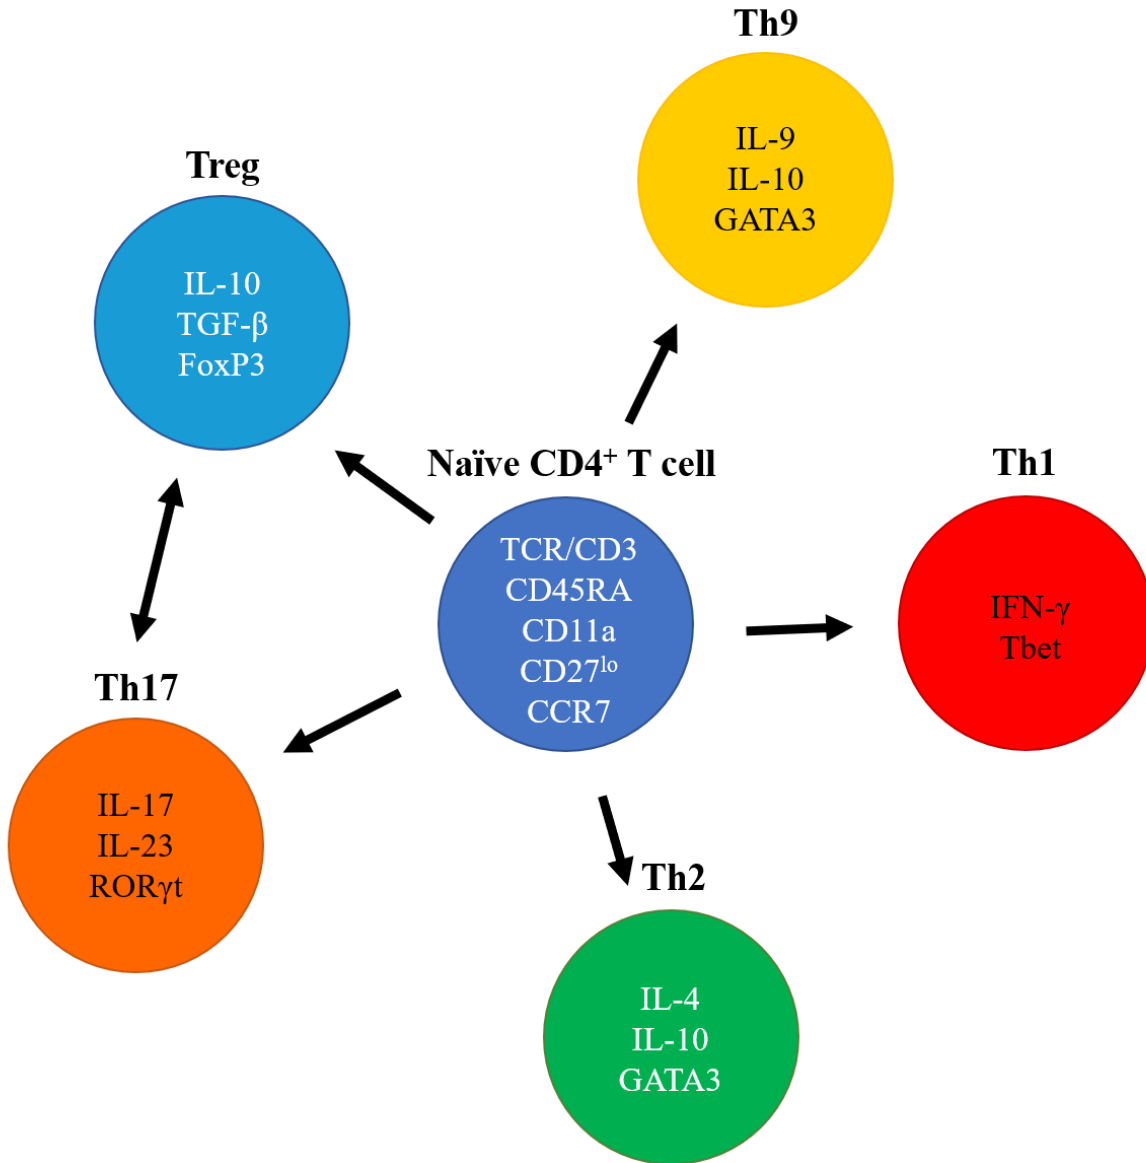 Th9
IL-9
IL-10
GATA3
Treg
IL-10
TGF-β
FoxP3
Naïve CD4⁺ T cell
TCR/CD3
CD45RA
CD11a
CD27ˡᵒ
CCR7
Th1
IFN-γ
Tbet
Th17
IL-17
IL-23
RORγt
Th2
IL-4
IL-10
GATA3